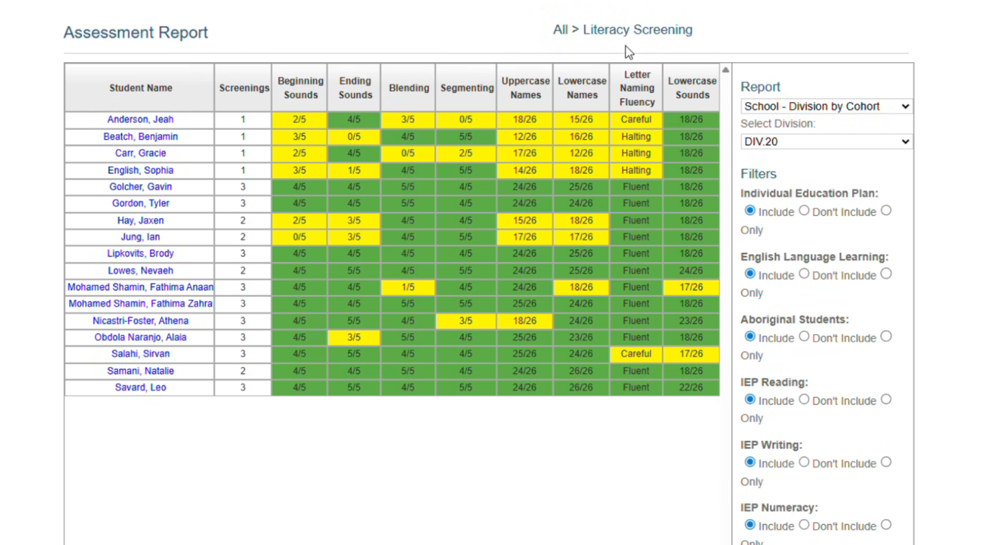 Assessment Report
All > Literacy Screening
Student Name Screenings Beginning Sounds Ending Sounds Blending Segmenting Uppercase Names Lowercase Names Letter Naming Fluency Lowercase Sounds
Anderson, Jeah 1 2/5 4/5 3/5 0/5 18/26 15/26 Careful 18/26
Beatch, Benjamin 1 3/5 0/5 4/5 5/5 12/26 16/26 Halting 18/26
Carr, Gracie 1 2/5 4/5 0/5 2/5 17/26 12/26 Halting 18/26
English, Sophia 1 3/5 1/5 4/5 5/5 14/26 18/26 Halting 18/26
Golcher, Gavin 3 4/5 4/5 5/5 4/5 24/26 25/26 Fluent 18/26
Gordon, Tyler 3 4/5 4/5 5/5 4/5 24/26 24/26 Fluent 18/26
Hay, Jaxen 2 2/5 3/5 4/5 4/5 15/26 18/26 Fluent 18/26
Jung, Ian 2 0/5 3/5 4/5 5/5 17/26 17/26 Fluent 18/26
Lipkovits, Brody 3 4/5 4/5 4/5 4/5 24/26 25/26 Fluent 18/26
Lowes, Nevaeh 2 4/5 5/5 4/5 5/5 24/26 25/26 Fluent 24/26
Mohamed Shamin, Fathima Anaan 3 4/5 4/5 1/5 4/5 24/26 18/26 Fluent 17/26
Mohamed Shamin, Fathima Zahra 3 4/5 4/5 5/5 5/5 25/26 24/26 Fluent 18/26
Nicastri-Foster, Athena 3 4/5 5/5 4/5 3/5 18/26 24/26 Fluent 23/26
Obdola Naranjo, Alaia 3 4/5 3/5 5/5 4/5 25/26 23/26 Fluent 18/26
Salahi, Sirvan 3 4/5 5/5 4/5 4/5 25/26 24/26 Careful 17/26
Samani, Natalie 2 4/5 4/5 5/5 4/5 24/26 26/26 Fluent 18/26
Savard, Leo 3 4/5 5/5 4/5 5/5 24/26 26/26 Fluent 22/26
Report
School - Division by Cohort
Select Division:
DIV.20
Filters
Individual Education Plan:
Include Don't Include
Only
English Language Learning:
Include Don't Include
Only
Aboriginal Students:
Include Don't Include
Only
IEP Reading:
Include Don't Include
Only
IEP Writing:
Include Don't Include
Only
IEP Numeracy:
Include Don't Include
Only